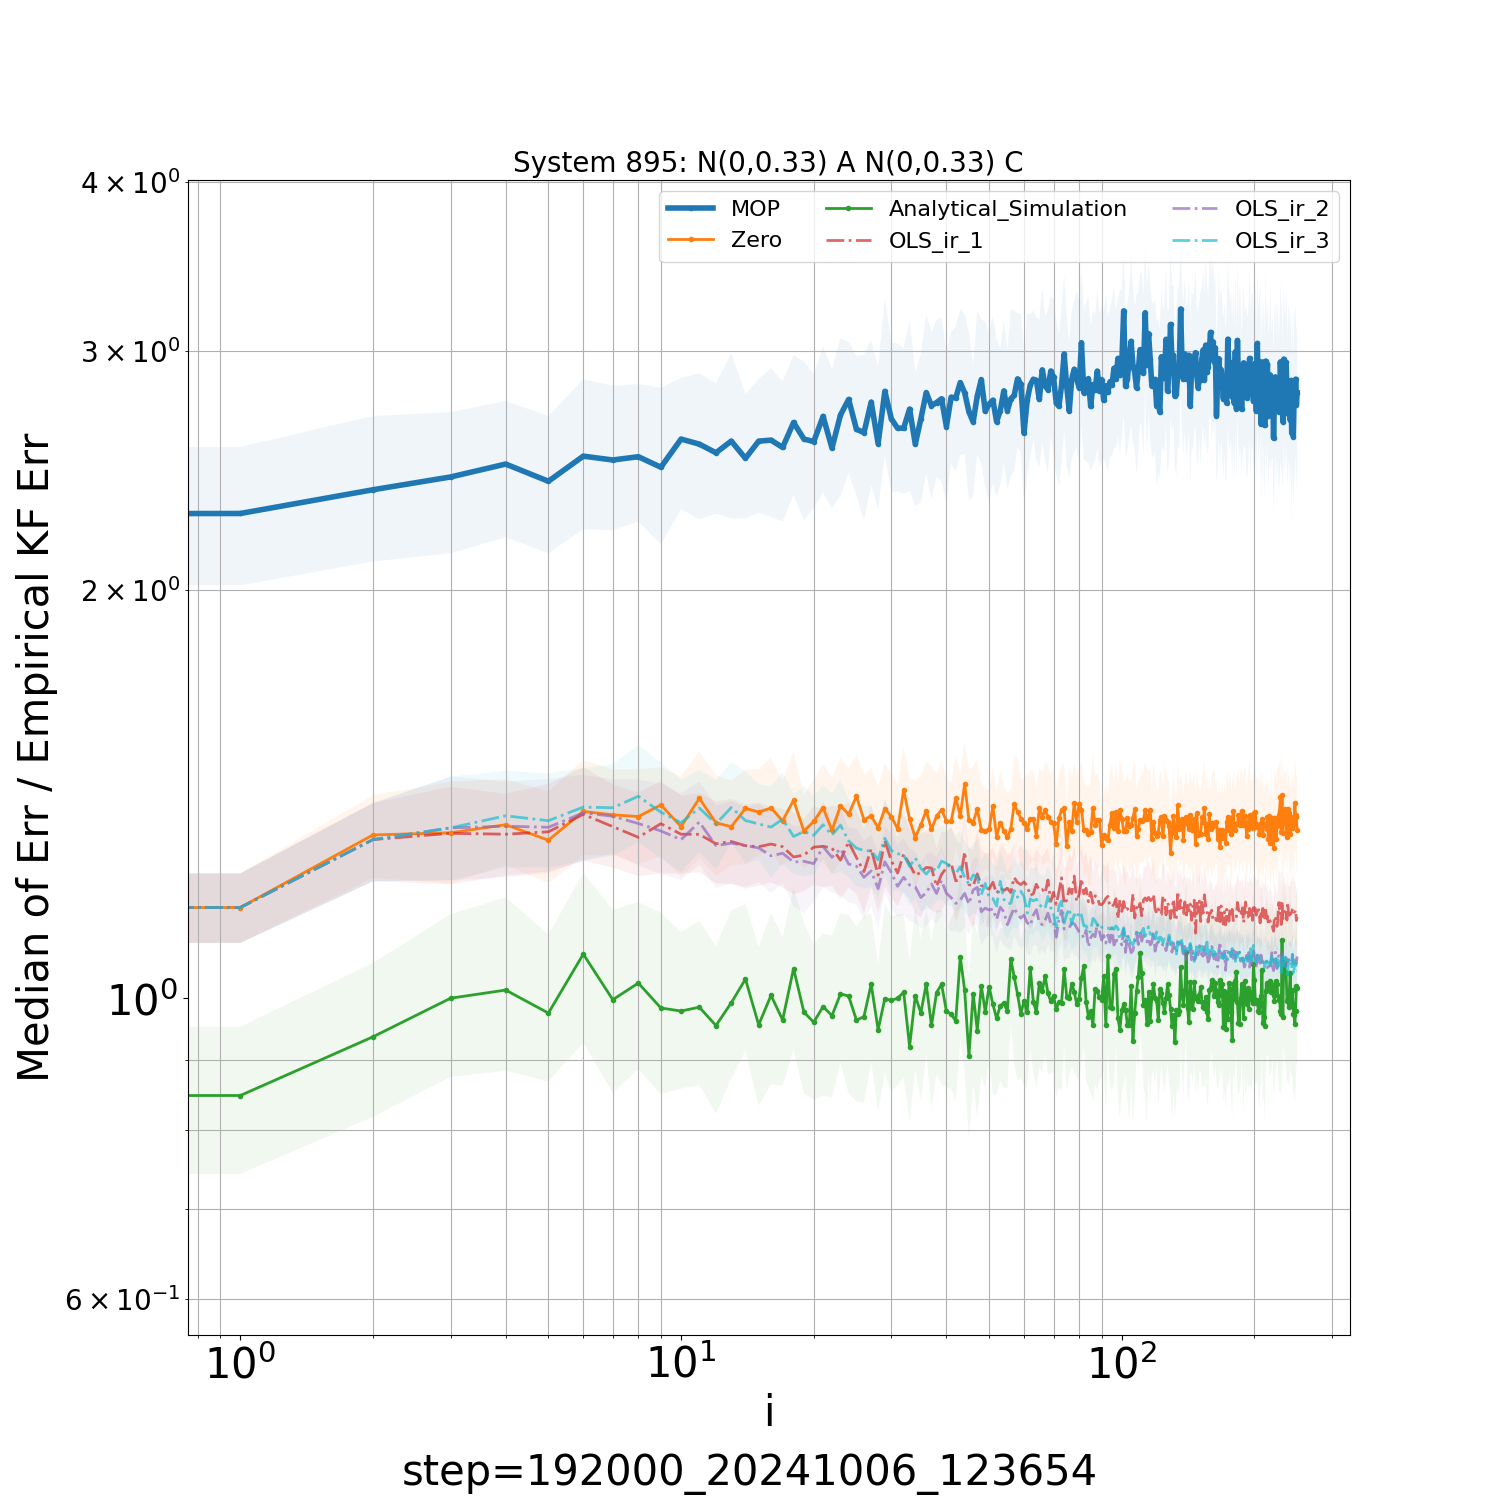 System 895: N(0,0.33) A N(0,0.33) C
MOP
Zero
Analytical_Simulation
OLS_ir_1
OLS_ir_2
OLS_ir_3
4 × 10⁰
3 × 10⁰
2 × 10⁰
10⁰
6 × 10⁻¹
Median of Err / Empirical KF Err
10⁰ 10¹ 10²
i
step=192000_20241006_123654